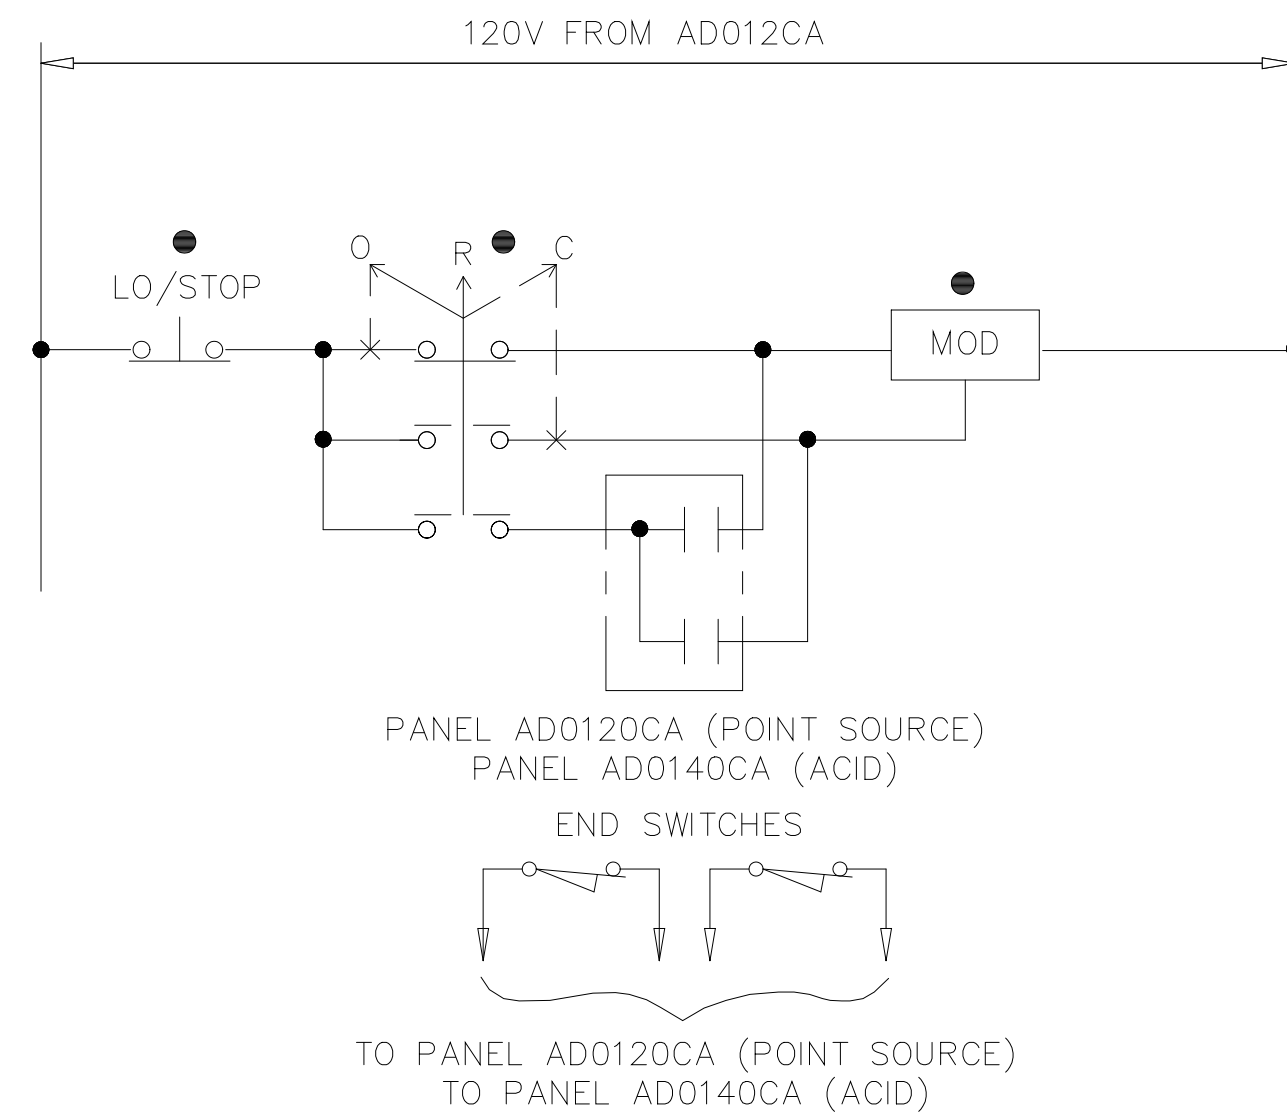 120V FROM AD012CA
O
R
C
LO/STOP
MOD
PANEL AD0120CA (POINT SOURCE)
PANEL AD0140CA (ACID)
END SWITCHES
TO PANEL AD0120CA (POINT SOURCE)
TO PANEL AD0140CA (ACID)